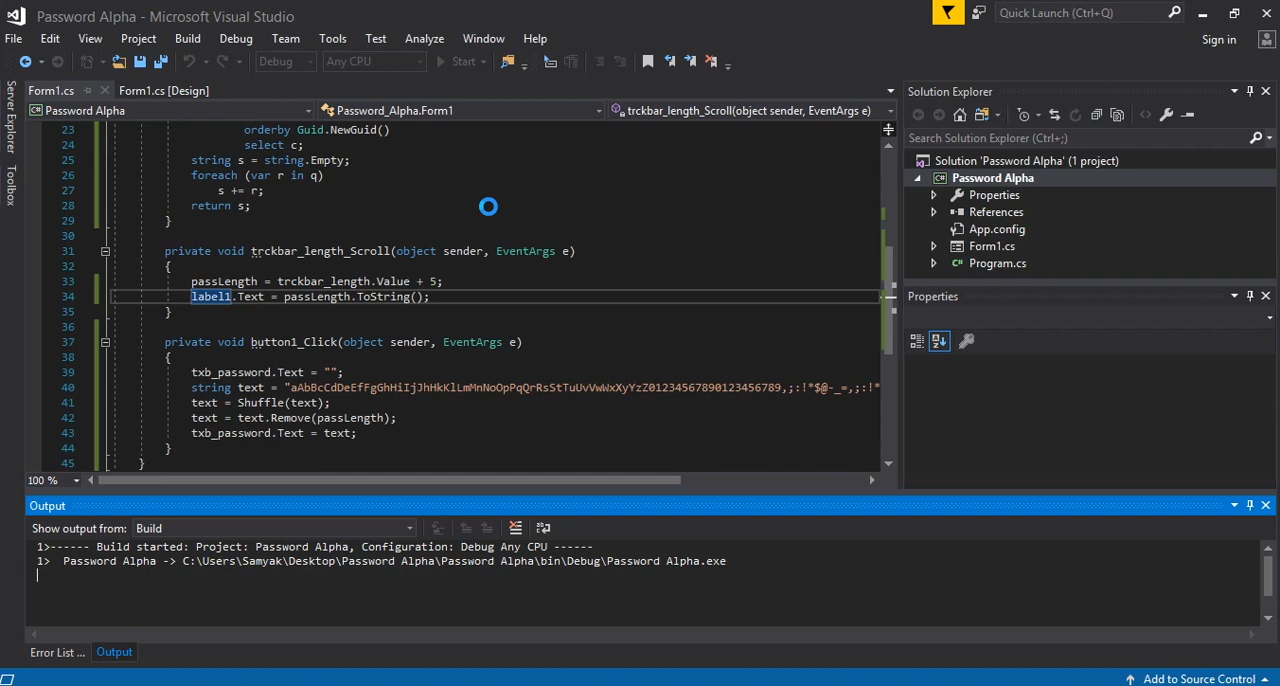 Password Alpha - Microsoft Visual Studio
Quick Launch (Ctrl+Q)
File Edit View Project Build Debug Team Tools Test Analyze Window Help
Sign in
Debug Any CPU Start
Server Explorer
Toolbox
Form1.cs Form1.cs [Design]
Password Alpha Password_Alpha.Form1 trckbar_length_Scroll(object sender, EventArgs e)
23 orderby Guid.NewGuid()
24 select c;
25 string s = string.Empty;
26 foreach (var r in q)
27 s += r;
28 return s;
29 }
30
31 private void trckbar_length_Scroll(object sender, EventArgs e)
32 {
33 passLength = trckbar_length.Value + 5;
34 label1.Text = passLength.ToString();
35 }
36
37 private void button1_Click(object sender, EventArgs e)
38 {
39 txb_password.Text = "";
40 string text = "aAbBcCdDeEfFgGhHiIjJhHkKlLmMnNoOpPqQrRsStTuUvVwWxXyYzZ01234567890123456789,;:!*$@-_=,;:!*
41 text = Shuffle(text);
42 text = text.Remove(passLength);
43 txb_password.Text = text;
44 }
45 }
100 %
Solution Explorer
Search Solution Explorer (Ctrl+;)
Solution 'Password Alpha' (1 project)
Password Alpha
Properties
References
App.config
Form1.cs
Program.cs
Properties
Output
Show output from: Build
1>------ Build started: Project: Password Alpha, Configuration: Debug Any CPU ------
1> Password Alpha -> C:\Users\Samyak\Desktop\Password Alpha\Password Alpha\bin\Debug\Password Alpha.exe
Error List ... Output
Add to Source Control